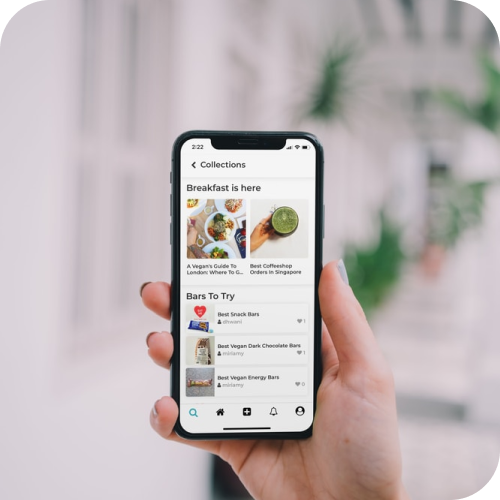 2:22
Collections
Breakfast is here
A Vegan's Guide To
London: Where To G...
Best Coffeeshop
Orders in Singapore
Bars To Try
Best Snack Bars
1
Best Vegan Dark Chocolate Bars
miriamy
1
Best Vegan Energy Bars
miriamy
0